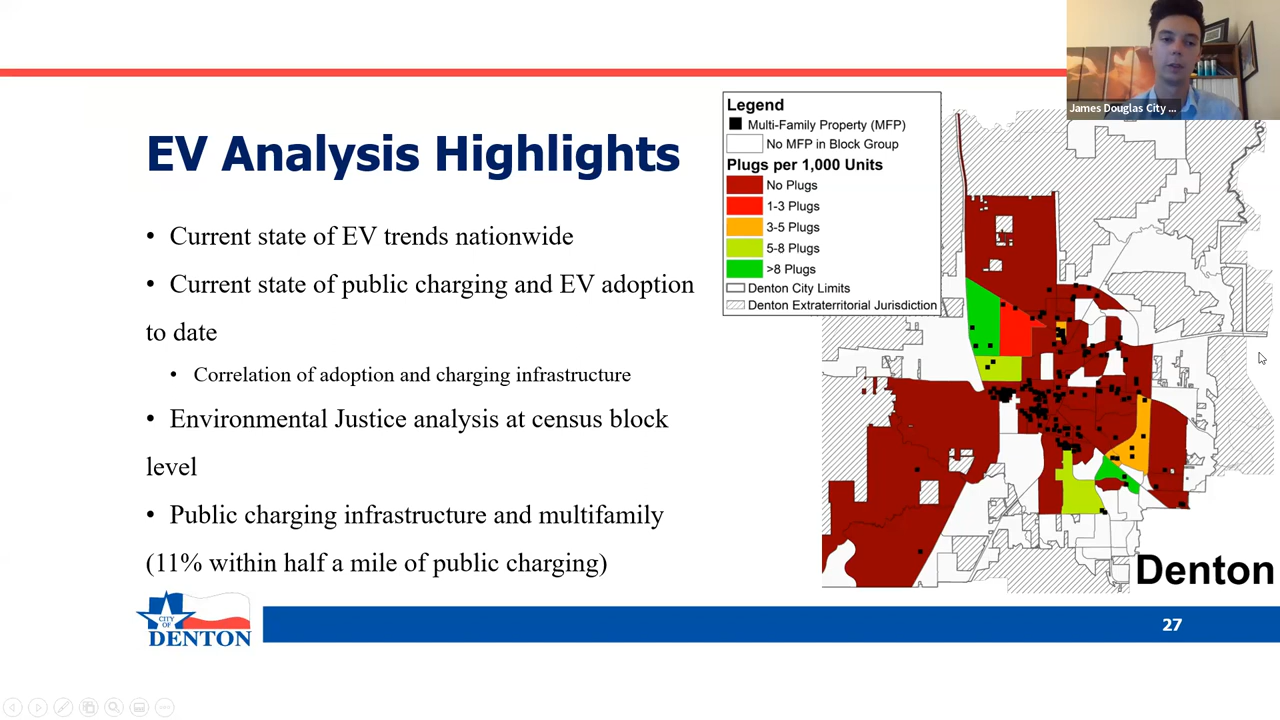 James Douglas City ...
EV Analysis Highlights
• Current state of EV trends nationwide
• Current state of public charging and EV adoption
to date
• Correlation of adoption and charging infrastructure
• Environmental Justice analysis at census block
level
• Public charging infrastructure and multifamily
(11% within half a mile of public charging)
Legend
Multi-Family Property (MFP)
No MFP in Block Group
Plugs per 1,000 Units
No Plugs
1-3 Plugs
3-5 Plugs
5-8 Plugs
>8 Plugs
Denton City Limits
Denton Extraterritorial Jurisdiction
Denton
CITY
OF
DENTON
27